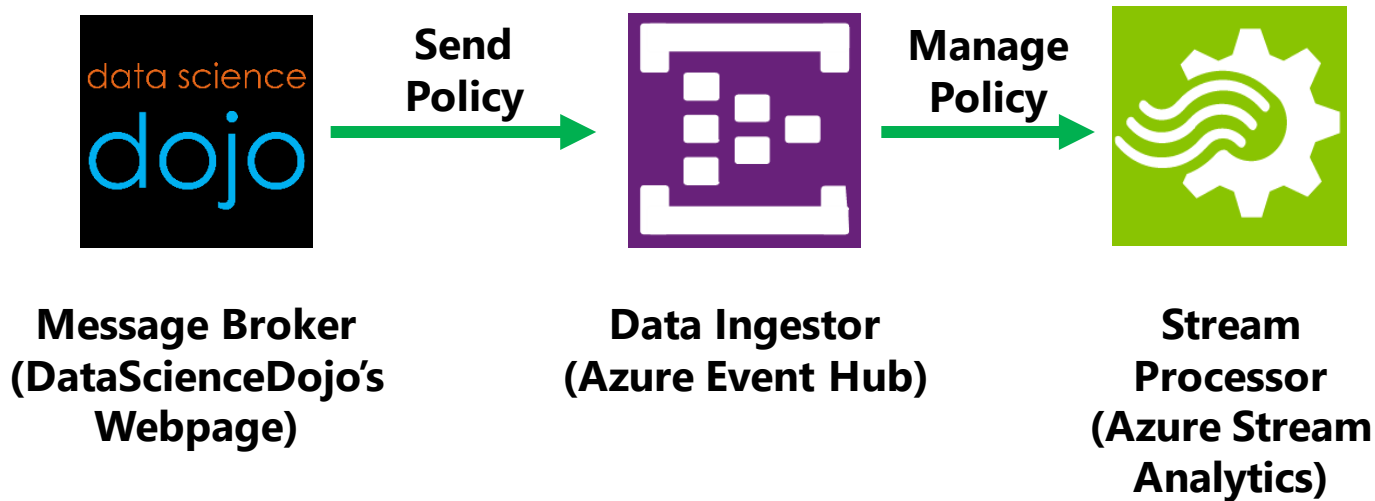 data science
dojo
Send
Policy
Manage
Policy
Message Broker
(DataScienceDojo’s
Webpage)
Data Ingestor
(Azure Event Hub)
Stream
Processor
(Azure Stream
Analytics)